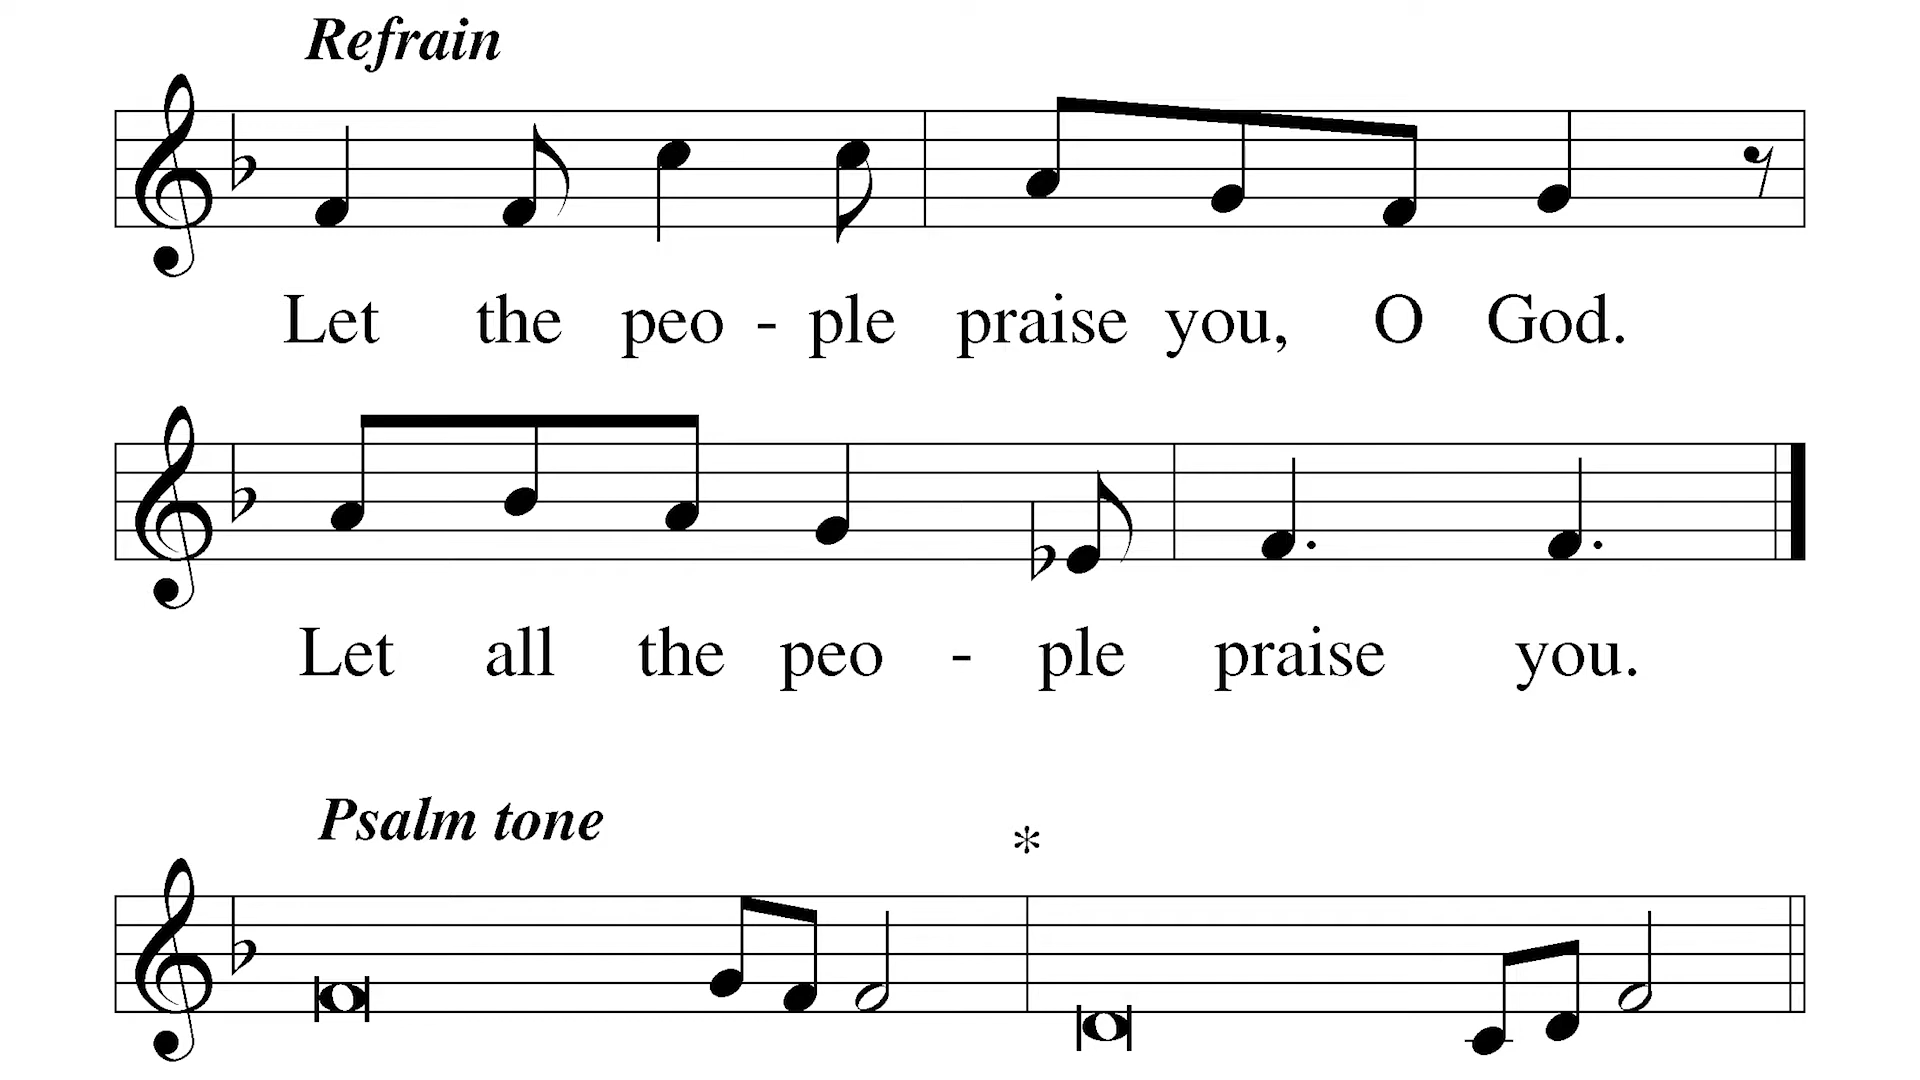 Refrain
Let the peo - ple praise you, O God.
Let all the peo - ple praise you.
Psalm tone
*